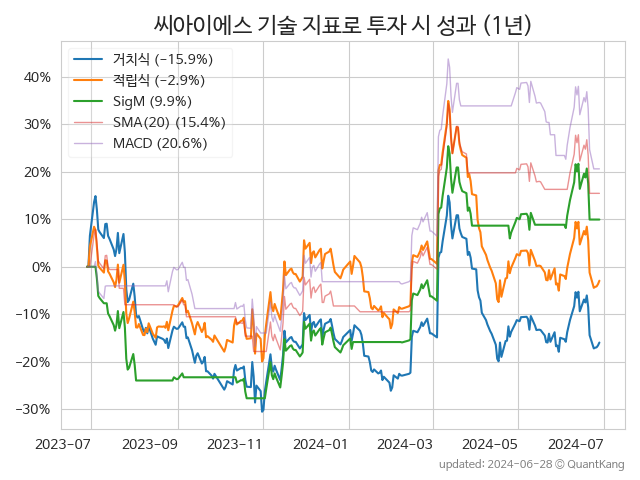 씨아이에스 기술 지표로 투자 시 성과 (1년)
거치식 (−15.9%)
적립식 (−2.9%)
SigM (9.9%)
SMA(20) (15.4%)
MACD (20.6%)
40%
30%
20%
10%
0%
−10%
−20%
−30%
2023-07
2023-09
2023-11
2024-01
2024-03
2024-05
2024-07
updated: 2024-06-28 © QuantKang